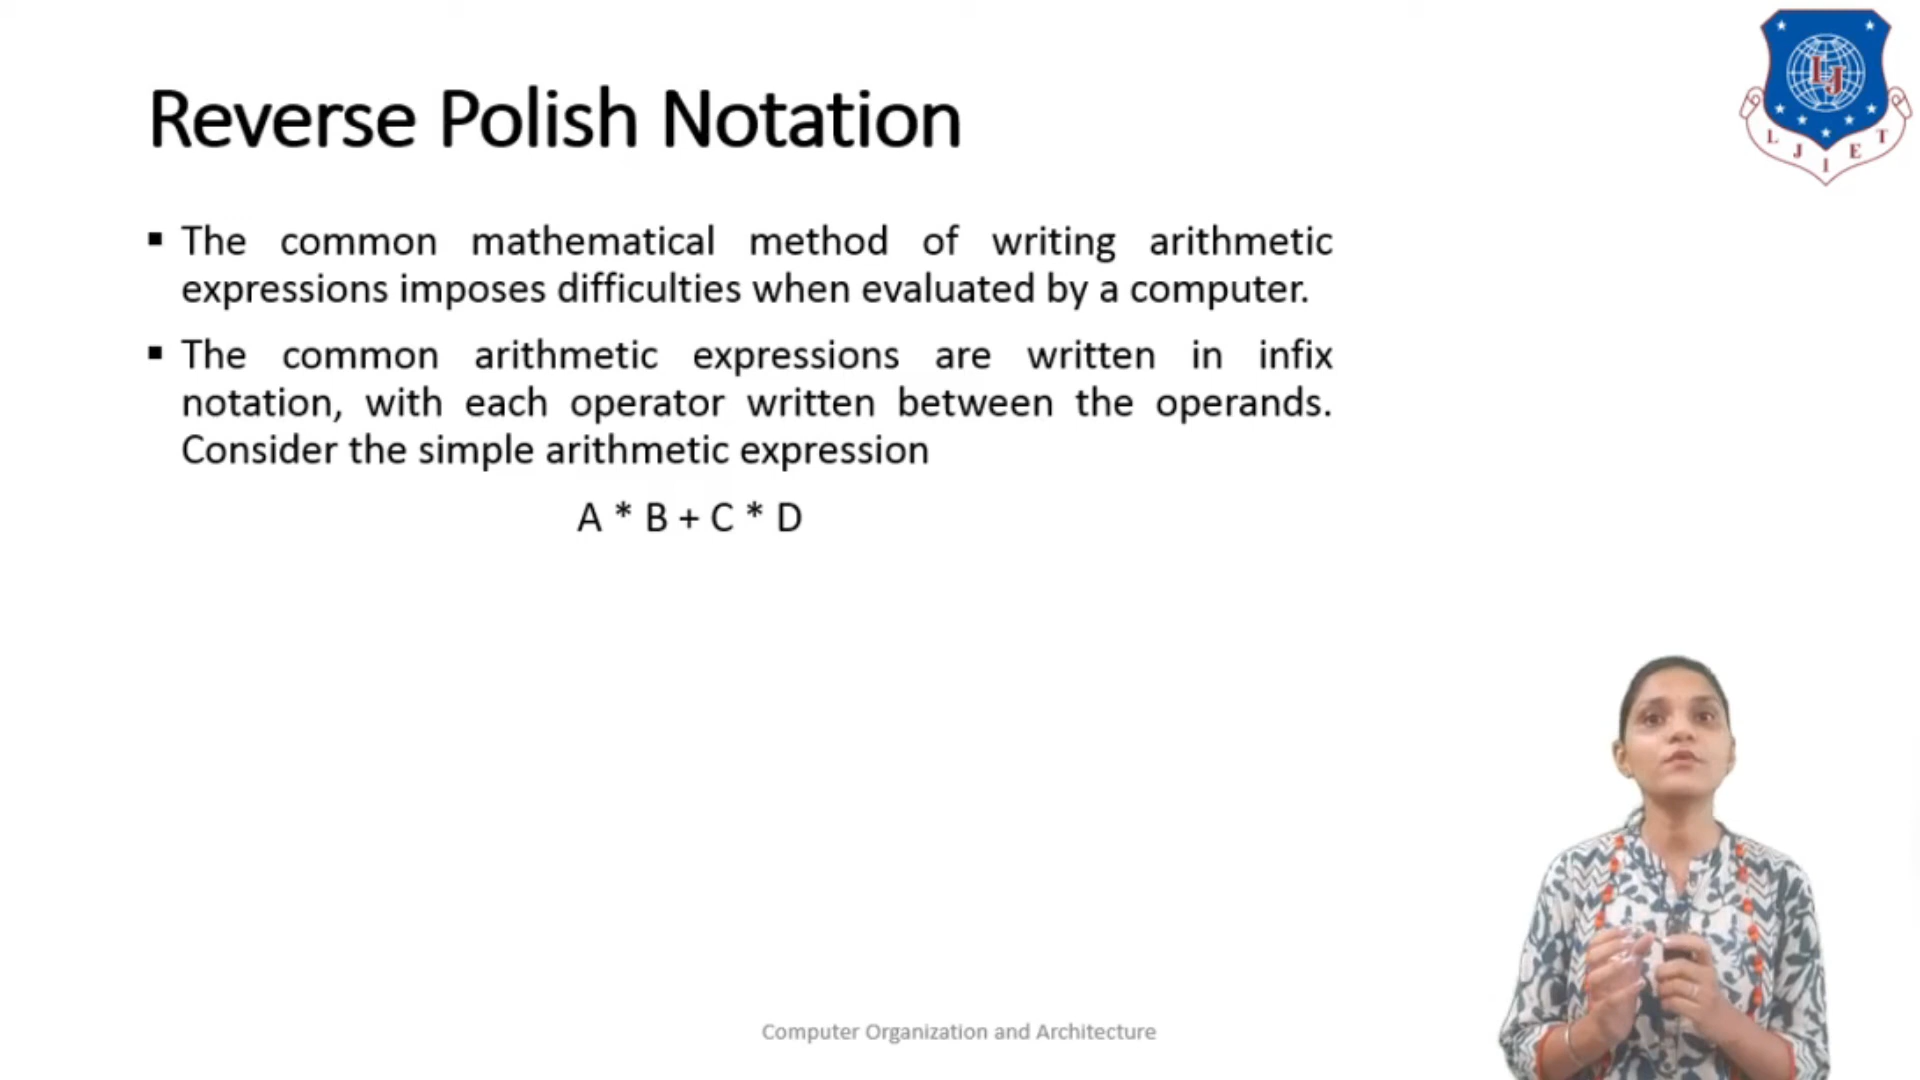 Reverse Polish Notation
L J I E T
LJ
▪ The common mathematical method of writing arithmetic
expressions imposes difficulties when evaluated by a computer.
▪ The common arithmetic expressions are written in infix
notation, with each operator written between the operands.
Consider the simple arithmetic expression
A * B + C * D
Computer Organization and Architecture